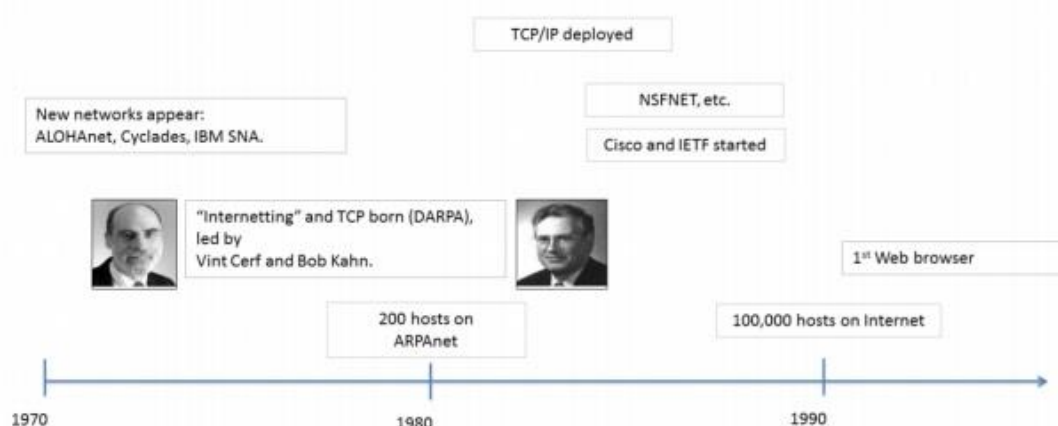 TCP/IP deployed
NSFNET, etc.
New networks appear:
ALOHAnet, Cyclades, IBM SNA.
Cisco and IETF started
“Internetting” and TCP born (DARPA),
led by
Vint Cerf and Bob Kahn.
1st Web browser
200 hosts on
ARPAnet
100,000 hosts on Internet
1970
1980
1990